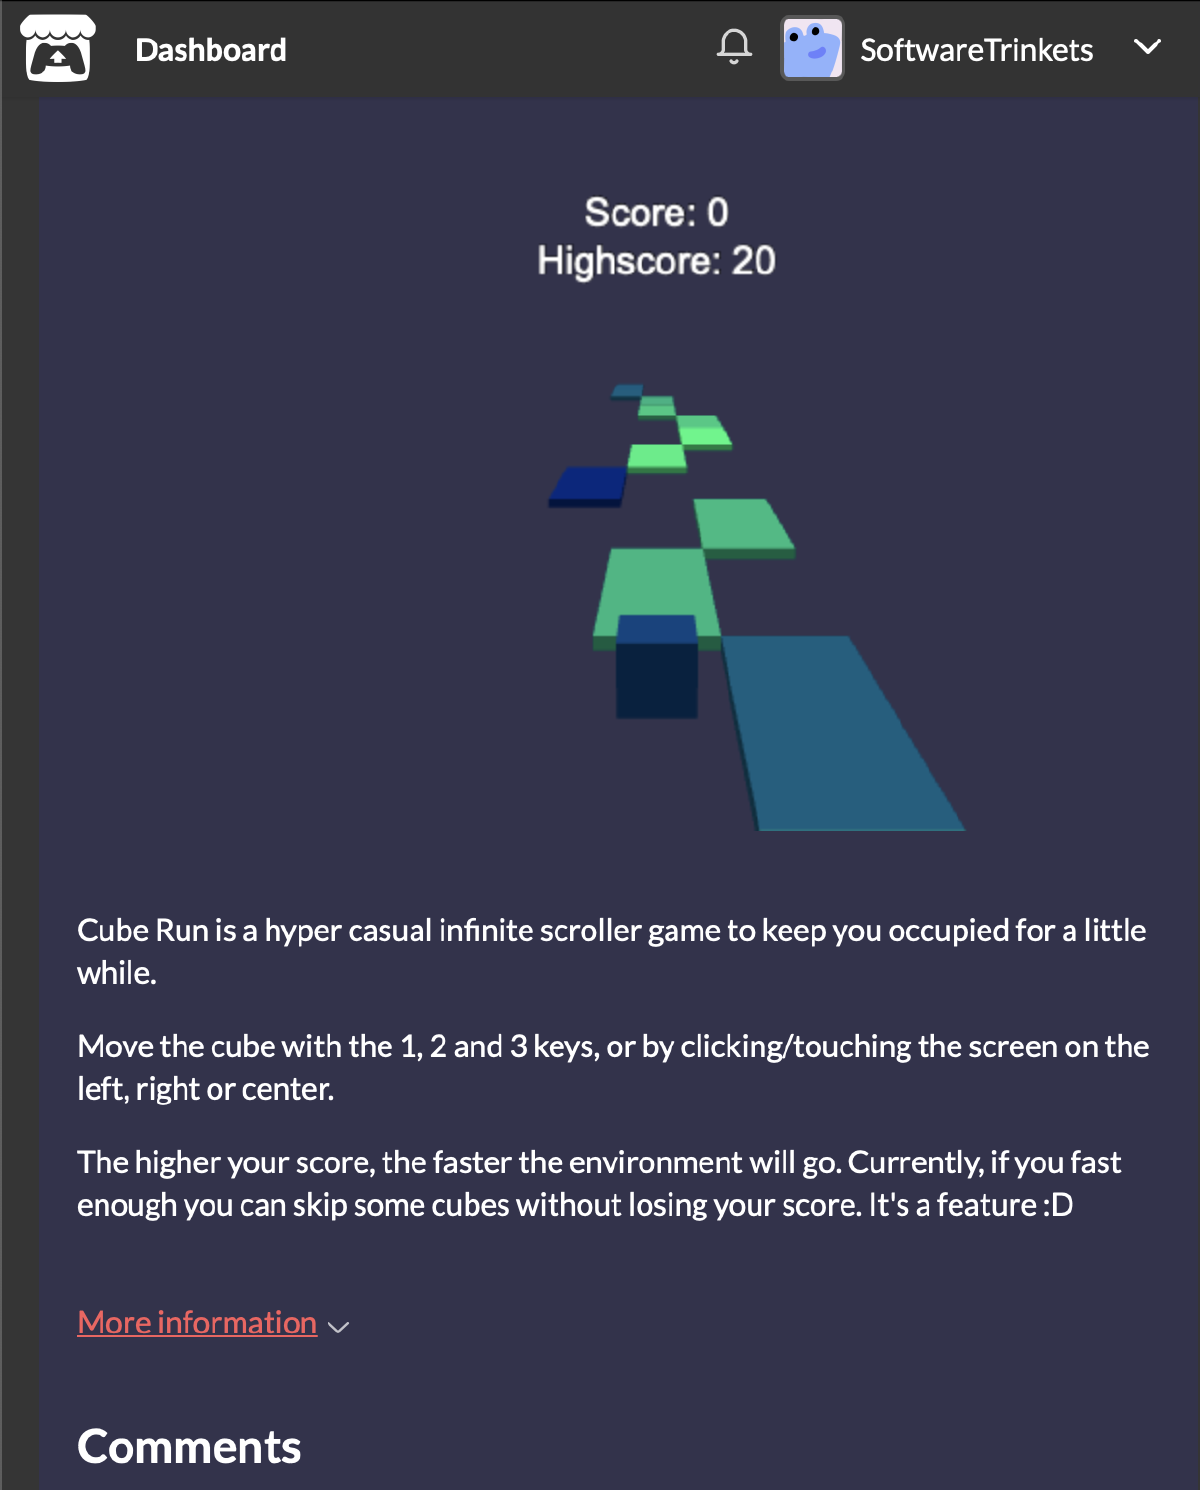 Dashboard
SoftwareTrinkets
Score: 0
Highscore: 20
Cube Run is a hyper casual infinite scroller game to keep you occupied for a little
while.
Move the cube with the 1, 2 and 3 keys, or by clicking/touching the screen on the
left, right or center.
The higher your score, the faster the environment will go. Currently, if you fast
enough you can skip some cubes without losing your score. It's a feature :D
More information
Comments